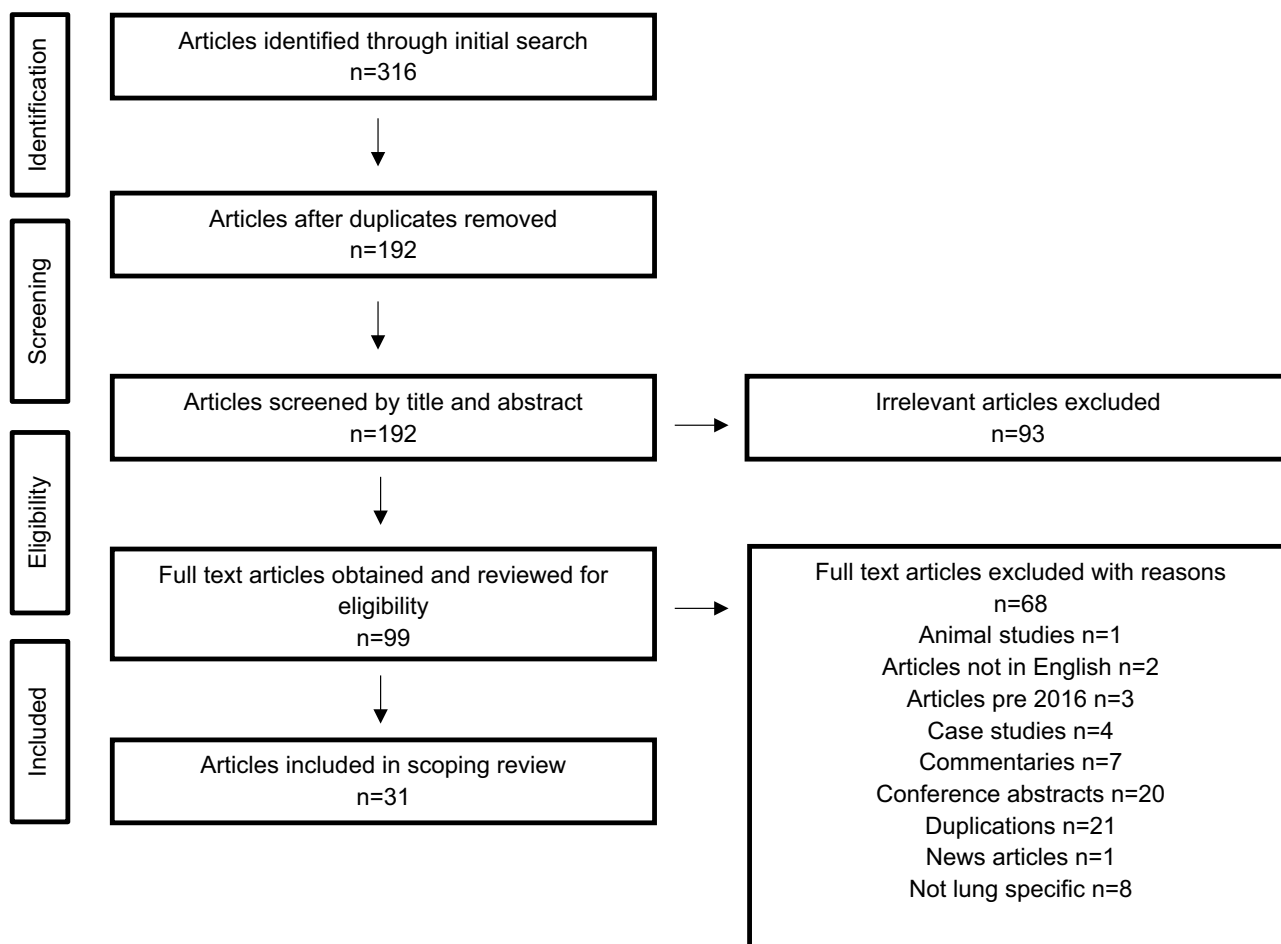 Identification
Articles identified through initial search
n=316
Articles after duplicates removed
n=192
Screening
Articles screened by title and abstract
n=192
Irrelevant articles excluded
n=93
Eligibility
Full text articles obtained and reviewed for
eligibility
n=99
Full text articles excluded with reasons
n=68
Animal studies n=1
Articles not in English n=2
Articles pre 2016 n=3
Case studies n=4
Commentaries n=7
Conference abstracts n=20
Duplications n=21
News articles n=1
Not lung specific n=8
Included
Articles included in scoping review
n=31